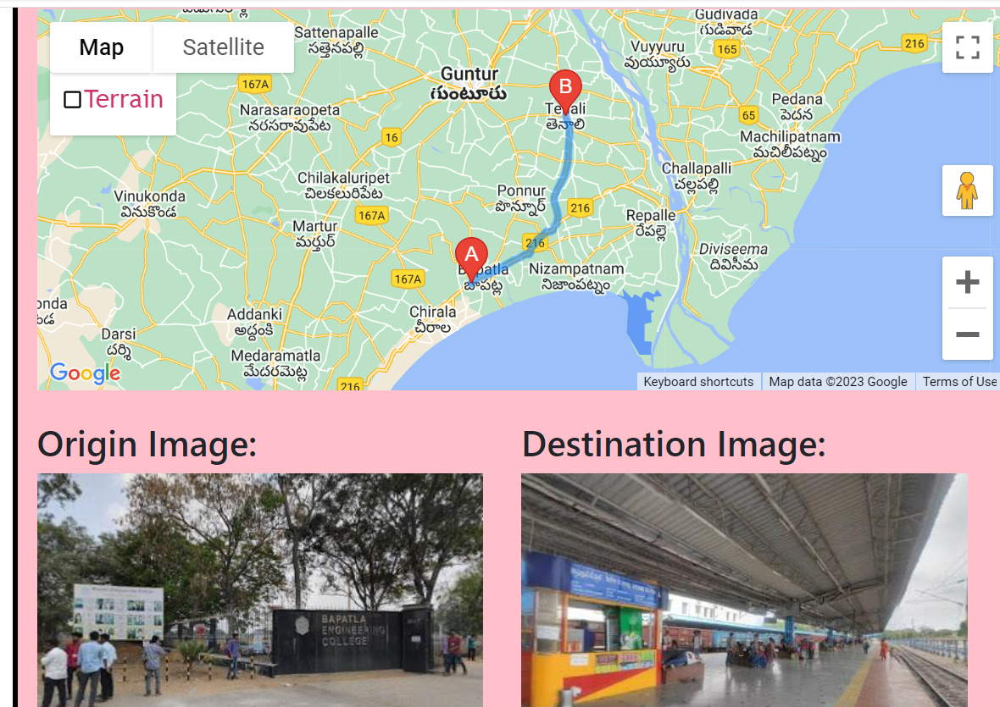 Gudivada
గుడివాడ
216
Map
Satellite
Sattenapalle
సత్తెనపల్లి
165
Vuyyuru
వుయ్యూరు
Guntur
గుంటూరు
B
167A
Terrain
Tenali
తెనాలి
Pedana
పెదన
65
Narasaraopeta
నరసరావుపేట
16
Machilipatnam
మచిలీపట్నం
Challapalli
చల్లపల్లి
Chilakaluripet
చిలకలూరిపేట
Vinukonda
వినుకొండ
Ponnur
పొన్నూర్
216
167A
Repalle
రేపల్లె
Martur
మర్తుర్
216
Diviseema
దివిసీమ
A
Bapatla
బాపట్ల
Nizampatnam
నిజాంపట్నం
167A
onda
ండ
Chirala
చీరాల
Addanki
అద్దంకి
Darsi
దర్శి
Medaramatla
మేదరమెట్ల
Google
216
Keyboard shortcuts
Map data ©2023 Google
Terms of Use
Origin Image:
Destination Image:
BAPATLA
ENGINEERING
COLLEGE